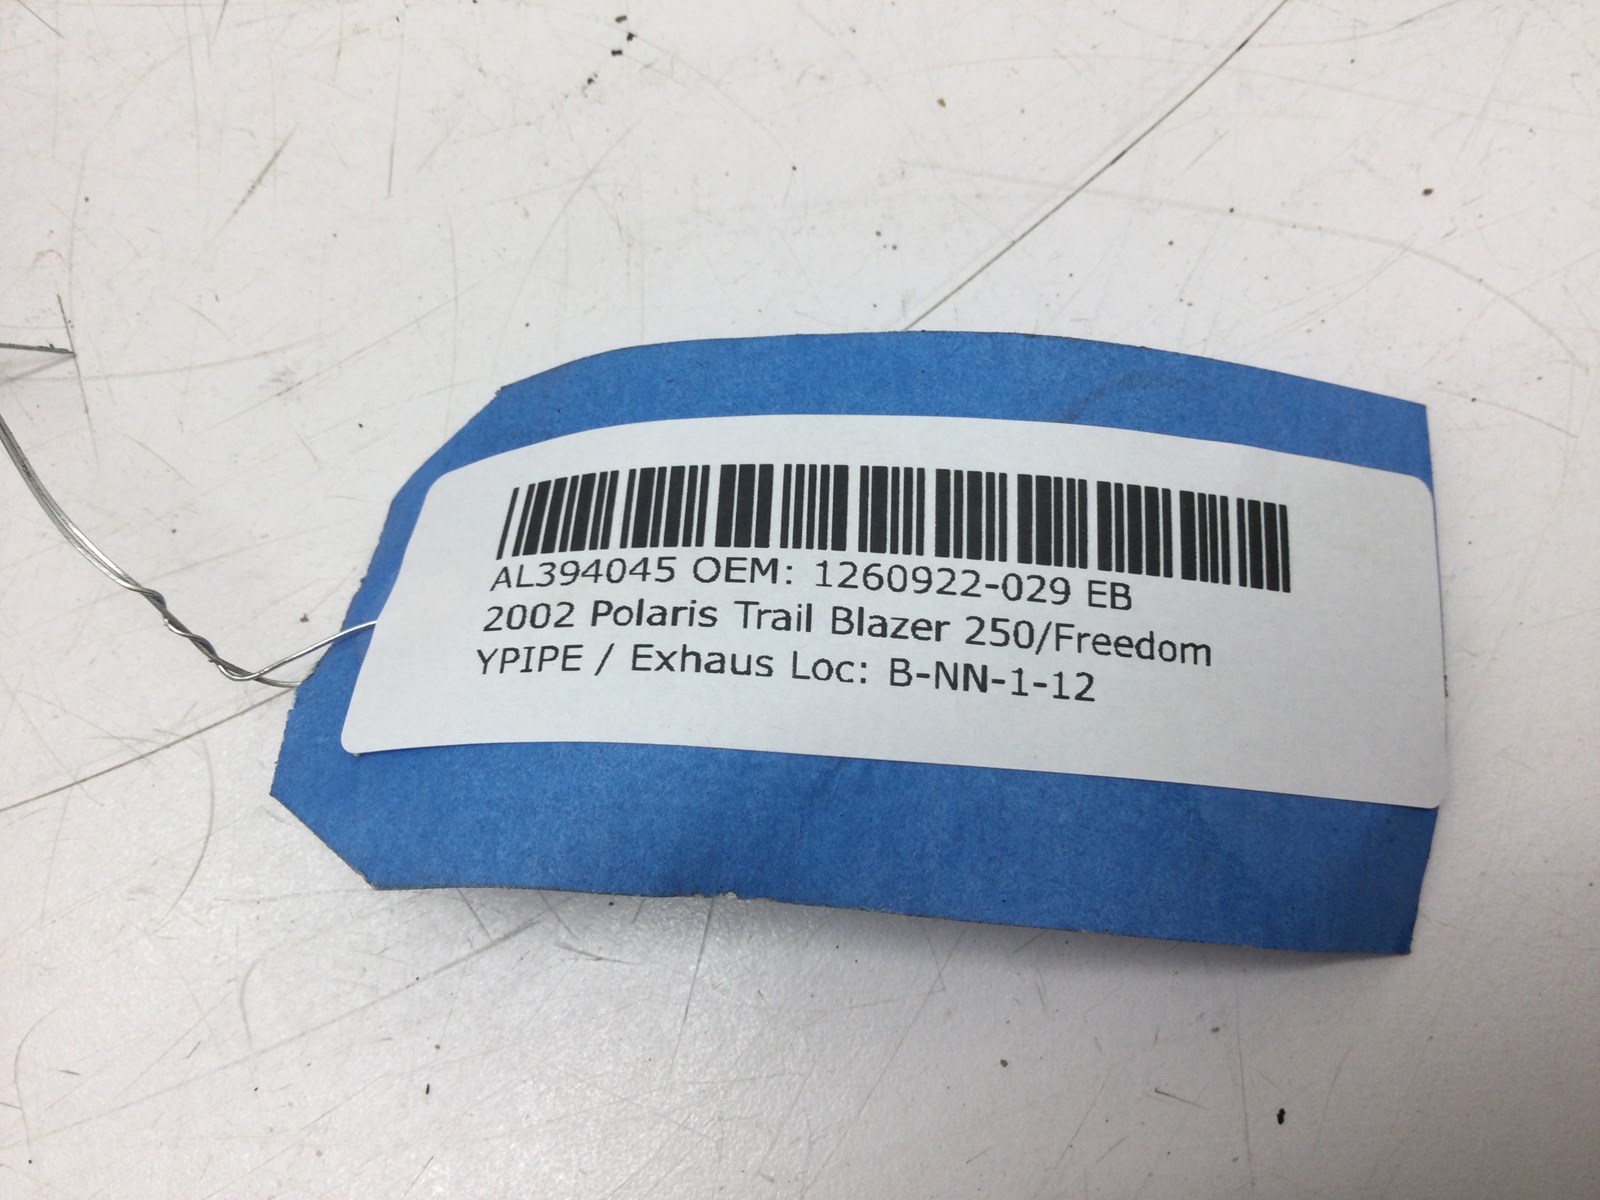 AL394045 OEM: 1260922-029 EB
2002 Polaris Trail Blazer 250/Freedom
YPIPE / Exhaus Loc: B-NN-1-12